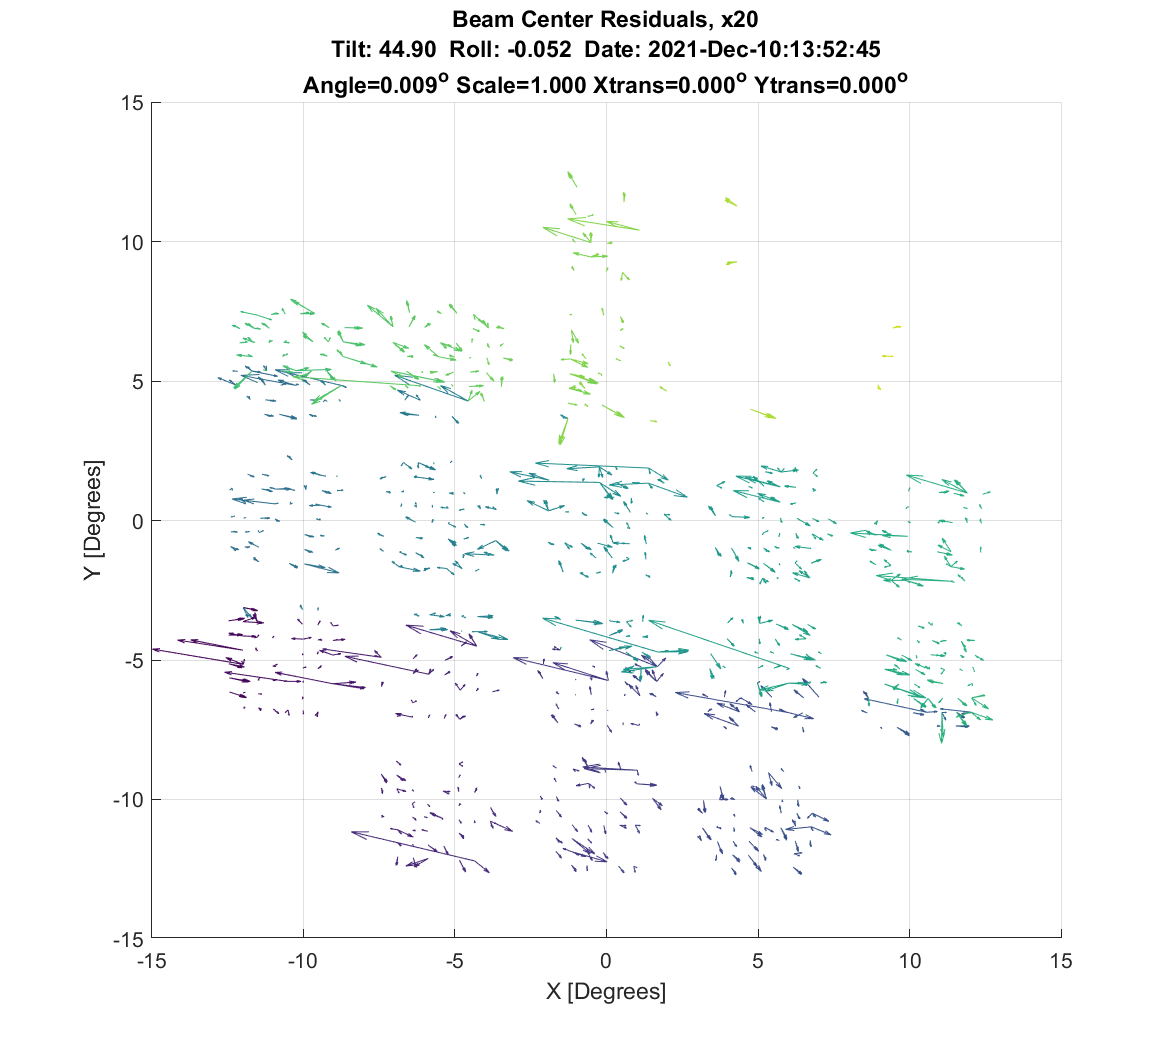 Beam Center Residuals, x20
Tilt: 44.90 Roll: -0.052 Date: 2021-Dec-10:13:52:45
Angle=0.009° Scale=1.000 Xtrans=0.000° Ytrans=0.000°
15
10
5
0
-5
-10
-15
Y [Degrees]
-15 -10 -5 0 5 10 15
X [Degrees]